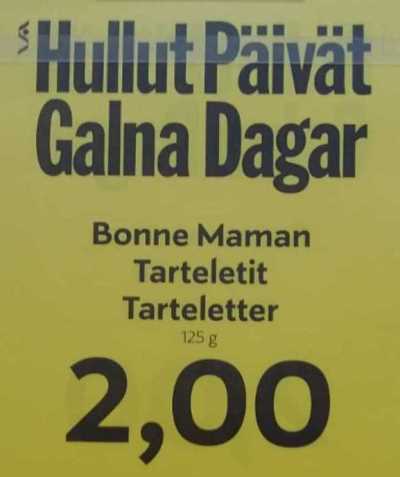 Hullut Päivät
Galna Dagar
Bonne Maman
Tarteletit
Tarteletter
125 g
2,00